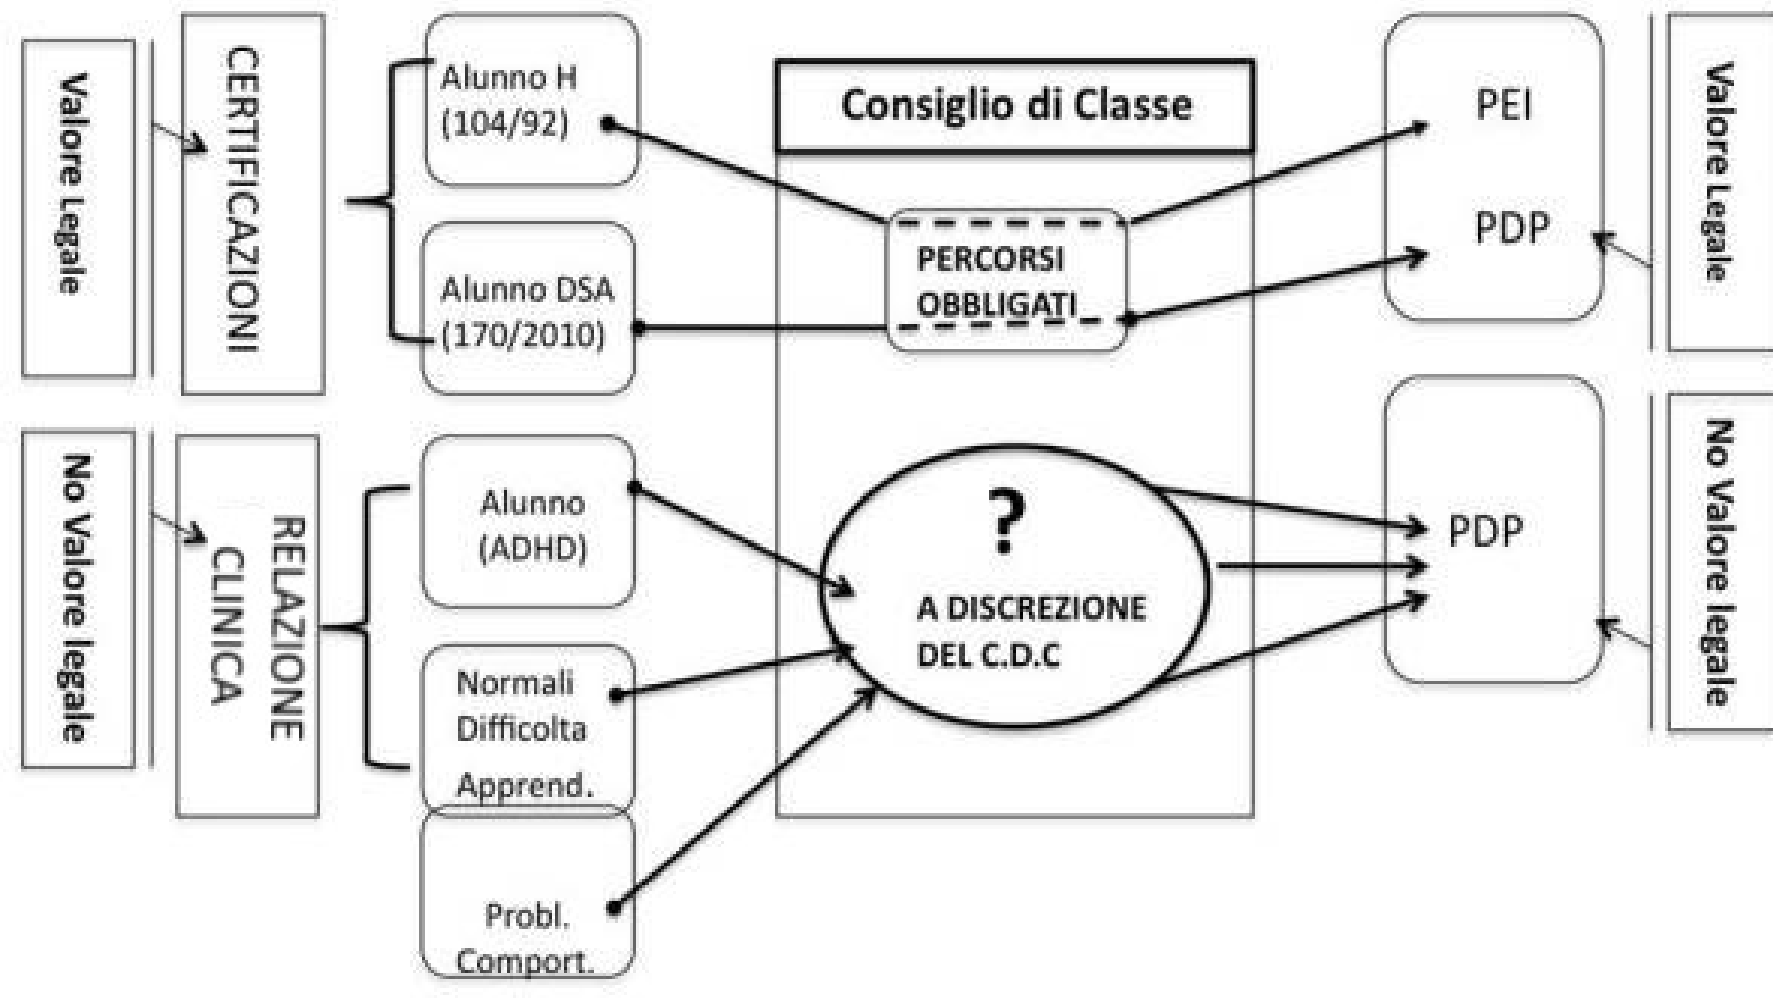 Valore Legale
CERTIFICAZIONI
Alunno H
(104/92)
Alunno DSA
(170/2010)
Consiglio di Classe
PERCORSI
OBBLIGATI
PEI
PDP
Valore Legale
No Valore legale
RELAZIONE
CLINICA
Alunno
(ADHD)
Normali
Difficolta
Apprend.
Probl.
Comport.
?
A DISCREZIONE
DEL C.D.C
PDP
No Valore legale